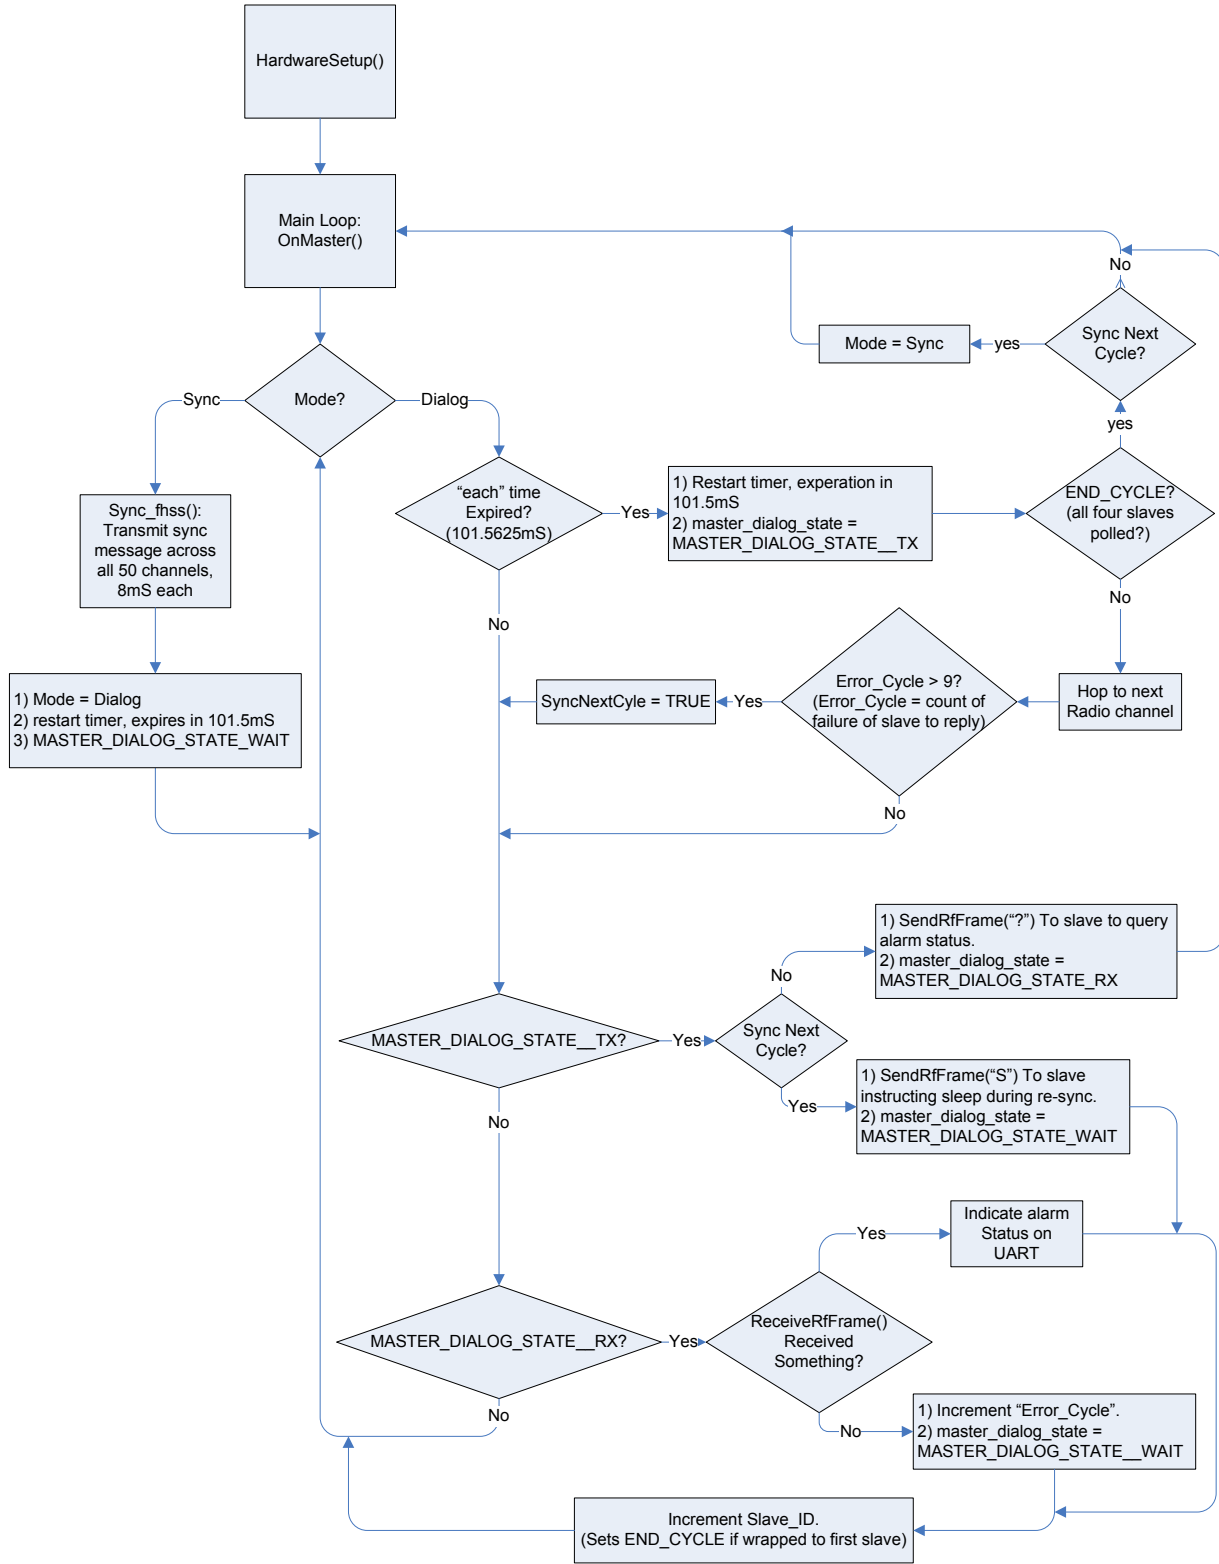 HardwareSetup()
Main Loop:
OnMaster()
No
Sync Next
Cycle?
yes
Mode = Sync
Mode?
Sync
Dialog
yes
"each" time
Expired?
(101.5625mS)
Yes
1) Restart timer, experation in
101.5mS
2) master_dialog_state =
MASTER_DIALOG_STATE__TX
END_CYCLE?
(all four slaves
polled?)
Sync_fhss():
Transmit sync
message across
all 50 channels,
8mS each
No
No
1) Mode = Dialog
2) restart timer, expires in 101.5mS
3) MASTER_DIALOG_STATE_WAIT
SyncNextCyle = TRUE
Yes
Error_Cycle > 9?
(Error_Cycle = count of
failure of slave to reply)
Hop to next
Radio channel
No
1) SendRfFrame("?") To slave to query
alarm status.
2) master_dialog_state =
MASTER_DIALOG_STATE_RX
No
MASTER_DIALOG_STATE__TX?
Yes
Sync Next
Cycle?
Yes
1) SendRfFrame("S") To slave
instructing sleep during re-sync.
2) master_dialog_state =
MASTER_DIALOG_STATE_WAIT
No
Indicate alarm
Status on
UART
Yes
MASTER_DIALOG_STATE__RX?
Yes
ReceiveRfFrame()
Received
Something?
No
No
1) Increment "Error_Cycle".
2) master_dialog_state =
MASTER_DIALOG_STATE__WAIT
Increment Slave_ID.
(Sets END_CYCLE if wrapped to first slave)